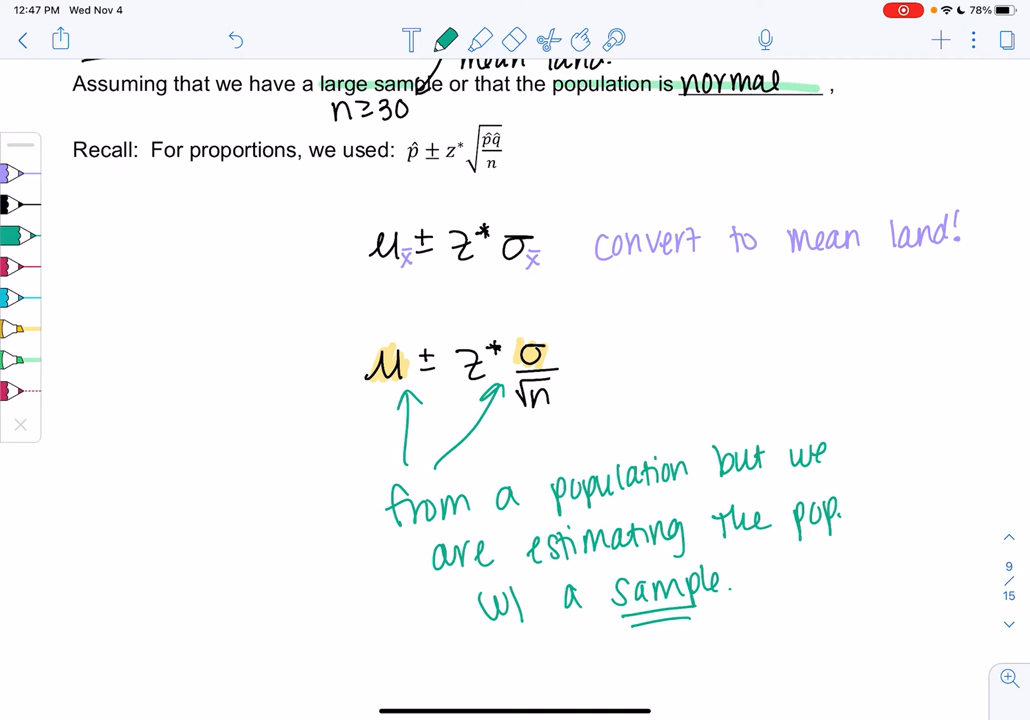 12:47 PM Wed Nov 4
78%
T
mean land.
Assuming that we have a large sample or that the population is normal ,
n ≥ 30
Recall: For proportions, we used: p̂ ± z* √(p̂q̂/n)
μx̄ ± z* σx̄ convert to mean land!
μ ± z* σ/√n
from a population but we
are estimating the pop.
w/ a sample.
9
/
15